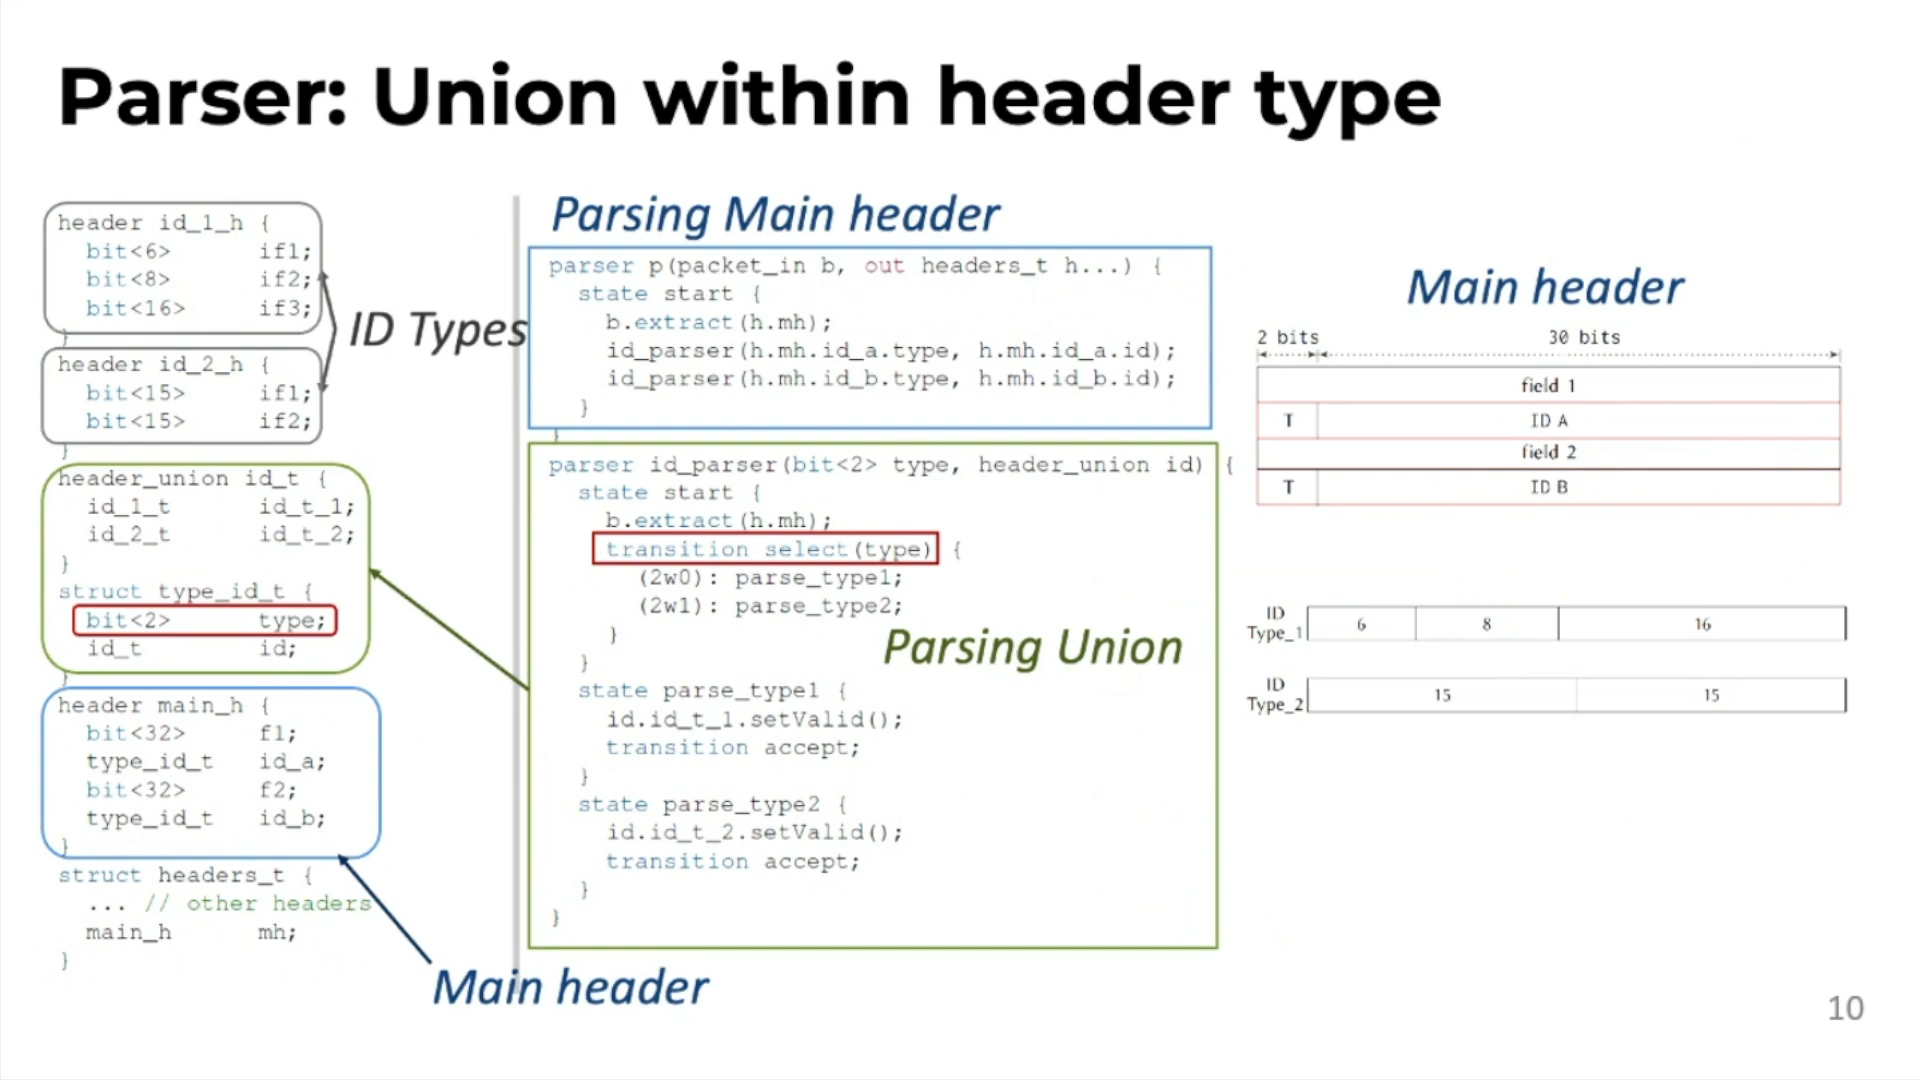 Parser: Union within header type
header id_1_h {
bit<6> if1;
bit<8> if2;
bit<16> if3;
}
ID Types
header id_2_h {
bit<15> if1;
bit<15> if2;
}
header_union id_t {
id_1_t id_t_1;
id_2_t id_t_2;
}
struct type_id_t {
bit<2> type;
id_t id;
}
header main_h {
bit<32> f1;
type_id_t id_a;
bit<32> f2;
type_id_t id_b;
}
struct headers_t {
... // other headers
main_h mh;
}
Main header
Parsing Main header
parser p(packet_in b, out headers_t h...) {
state start {
b.extract(h.mh);
id_parser(h.mh.id_a.type, h.mh.id_a.id);
id_parser(h.mh.id_b.type, h.mh.id_b.id);
}
}
parser id_parser(bit<2> type, header_union id) {
state start {
b.extract(h.mh);
transition select(type) {
(2w0): parse_type1;
(2w1): parse_type2;
}
Parsing Union
}
state parse_type1 {
id.id_t_1.setValid();
transition accept;
}
state parse_type2 {
id.id_t_2.setValid();
transition accept;
}
}
Main header
2 bits 30 bits
field 1
T ID A
field 2
T ID B
ID
Type_1 6 8 16
ID
Type_2 15 15
10